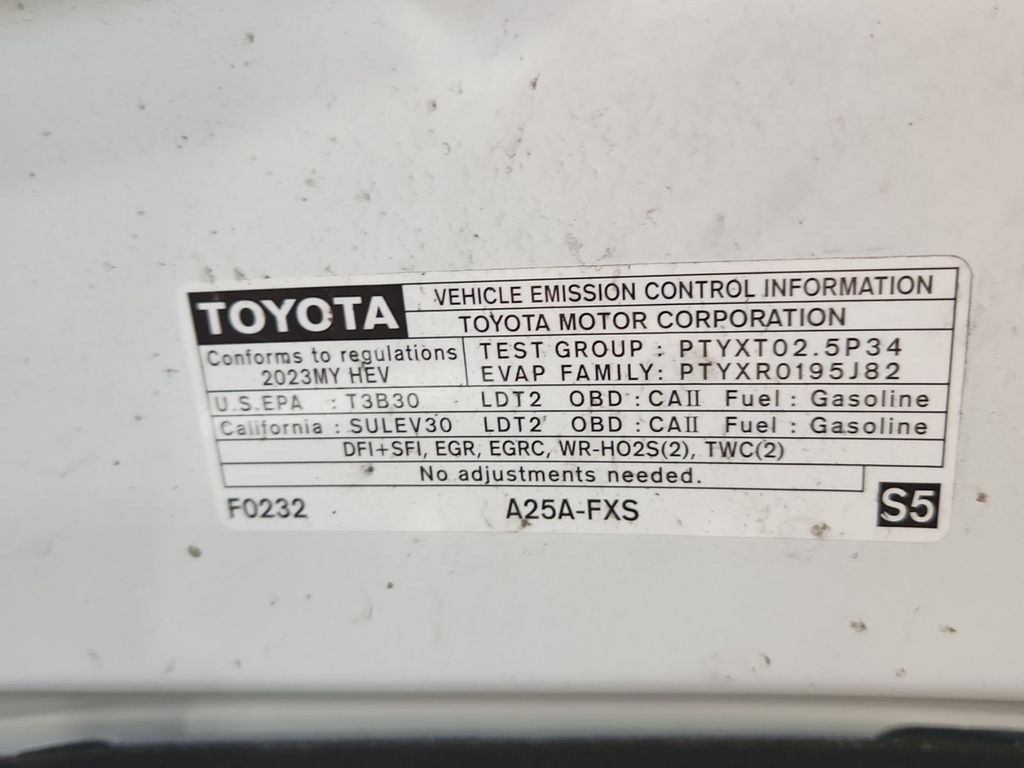 TOYOTA
VEHICLE EMISSION CONTROL INFORMATION
TOYOTA MOTOR CORPORATION
Conforms to regulations
2023MY HEV
TEST GROUP : PTYXT02.5P34
EVAP FAMILY: PTYXR0195J82
U.S.EPA : T3B30 LDT2 OBD : CAII Fuel : Gasoline
California : SULEV30 LDT2 OBD : CAII Fuel : Gasoline
DFI+SFI, EGR, EGRC, WR-HO2S(2), TWC(2)
No adjustments needed.
F0232 A25A-FXS S5